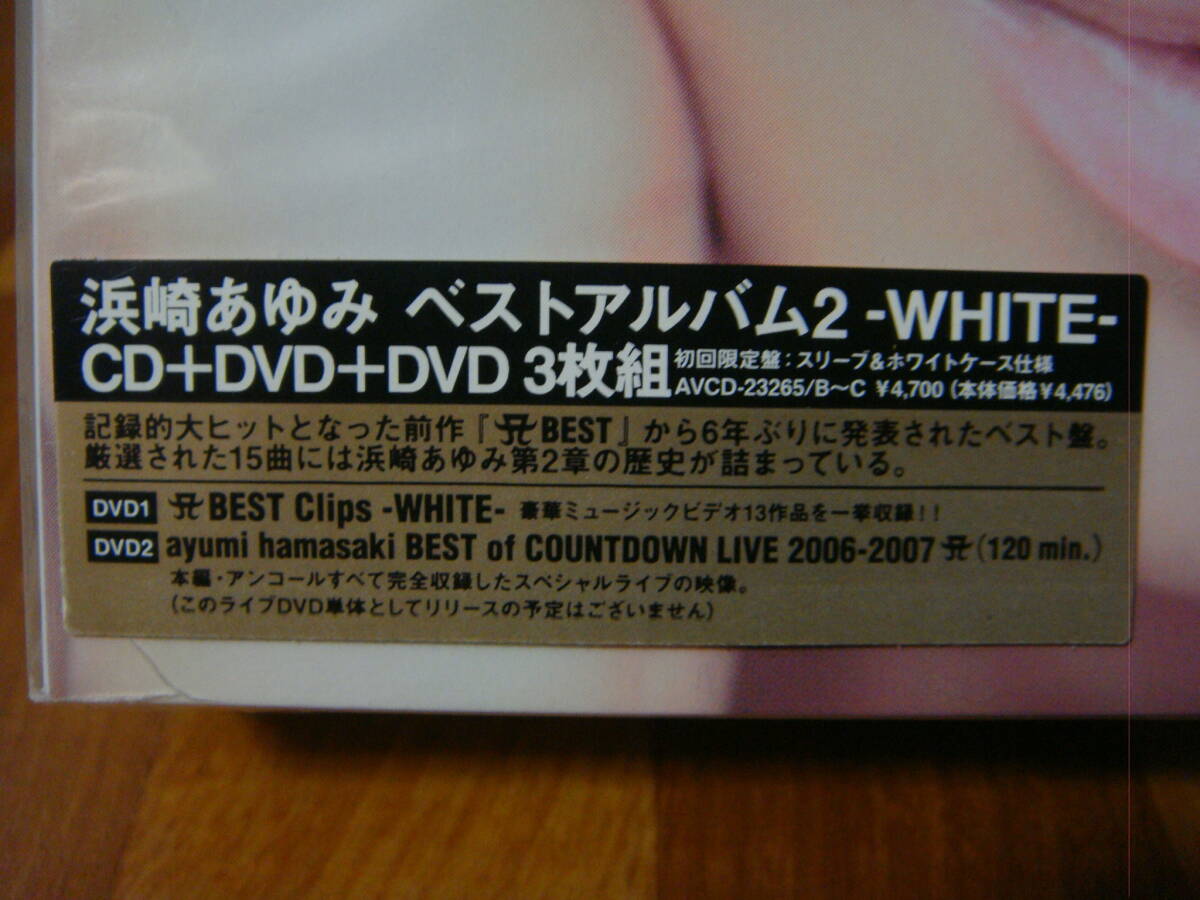 浜崎あゆみ ベストアルバム2 -WHITE-
CD+DVD+DVD 3枚組 初回限定盤：スリーブ&ホワイトケース仕様
AVCD-23265/B～C ¥4,700 (本体価格¥4,476)
記録的大ヒットとなった前作『A BEST』から6年ぶりに発表されたベスト盤。
厳選された15曲には浜崎あゆみ第2章の歴史が詰まっている。
DVD1 A BEST Clips -WHITE- 豪華ミュージックビデオ13作品を一挙収録!!
DVD2 ayumi hamasaki BEST of COUNTDOWN LIVE 2006-2007 A (120 min.)
本編・アンコールすべて完全収録したスペシャルライブの映像。
(このライブDVD単体としてリリースの予定はございません)